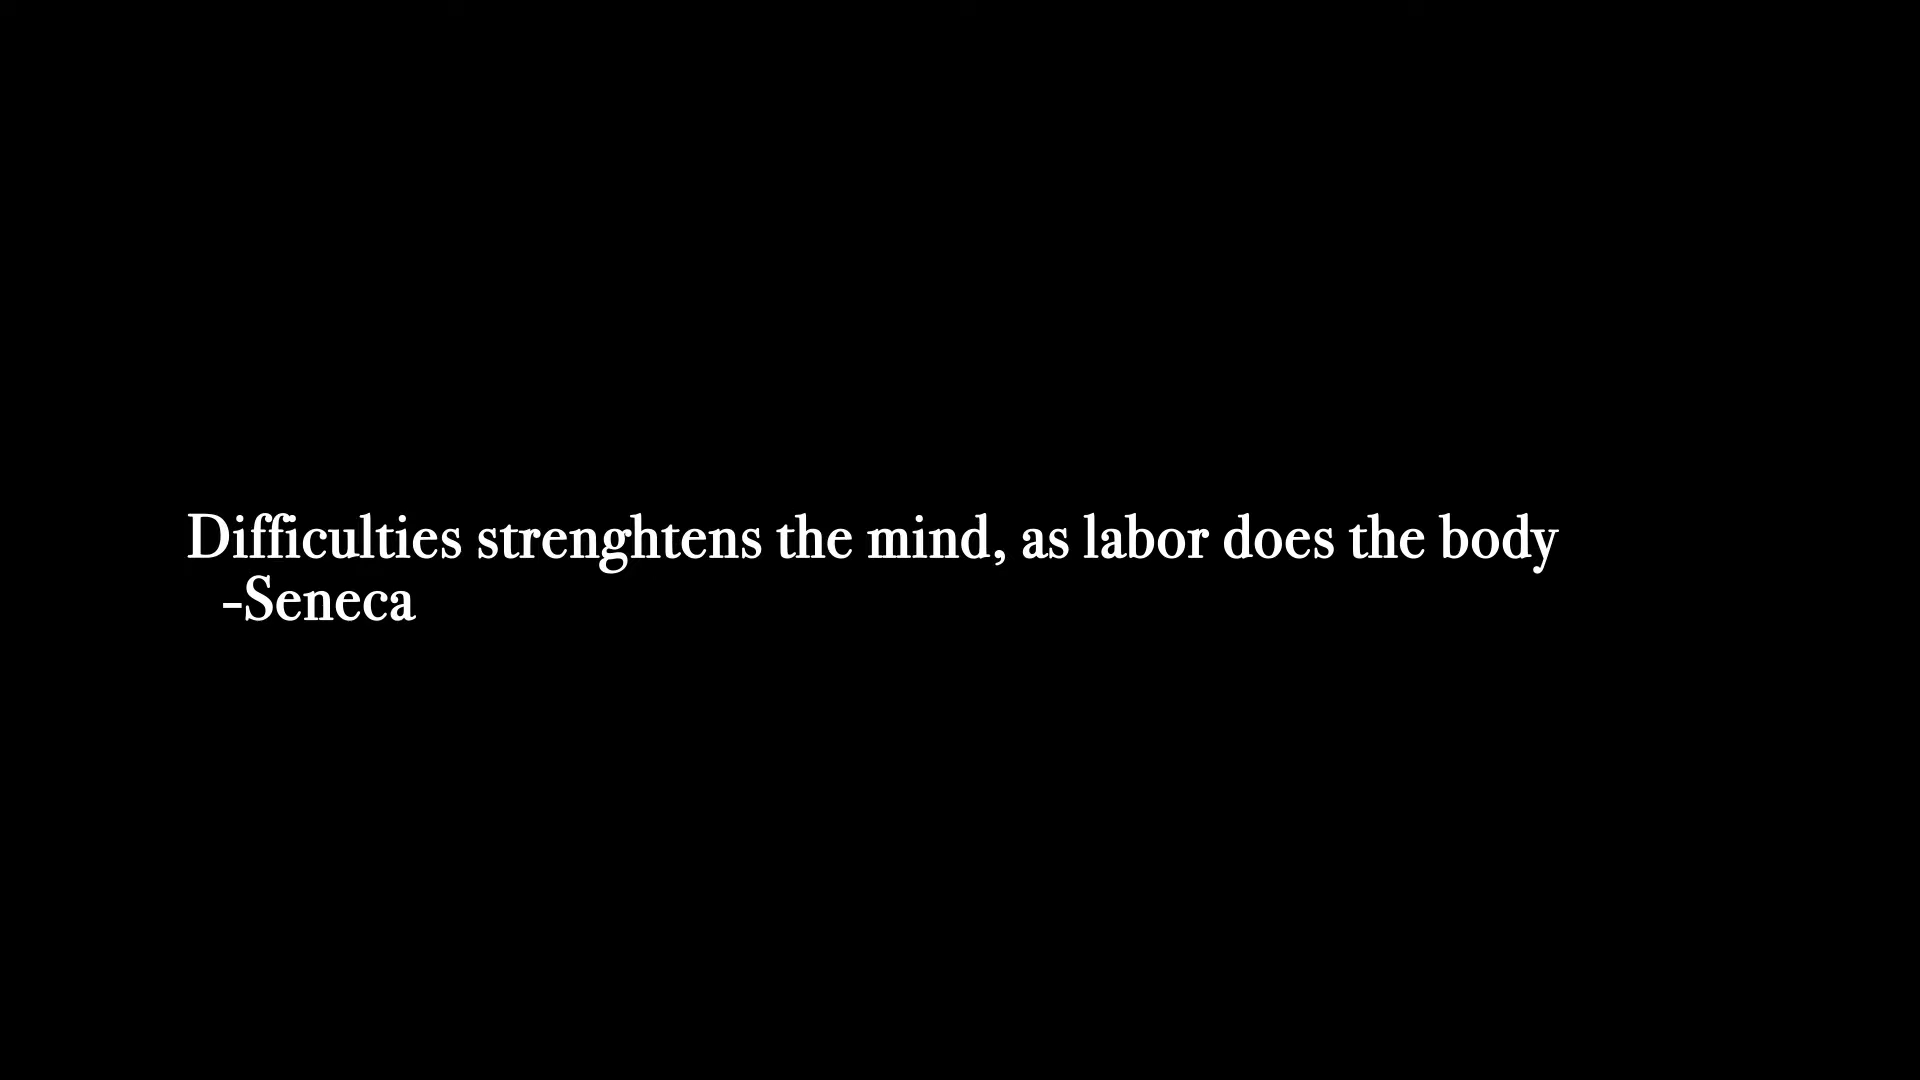 Difficulties strenghtens the mind, as labor does the body
-Seneca